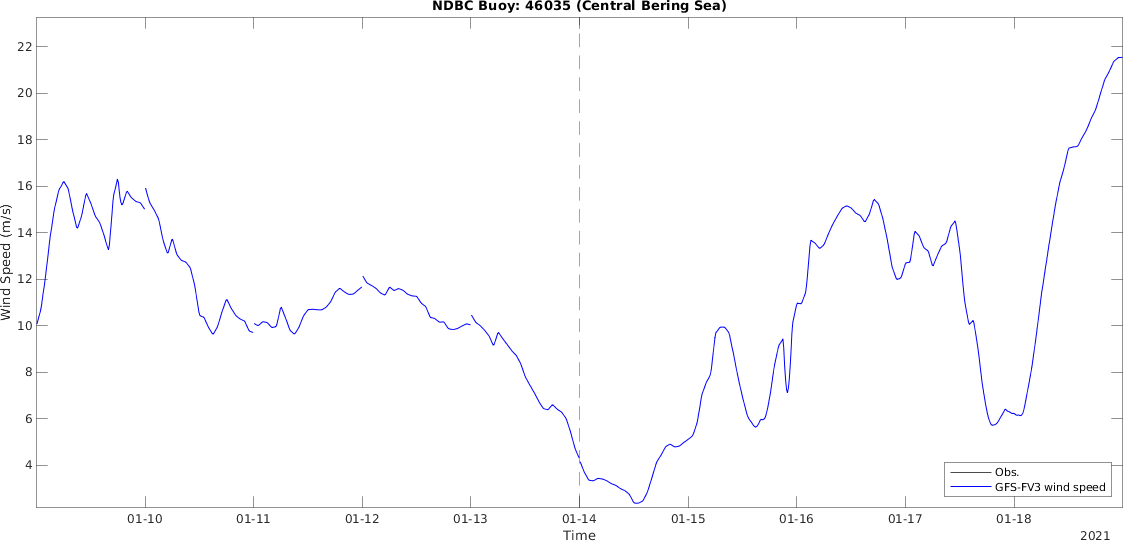 NDBC Buoy: 46035 (Central Bering Sea)
22
20
18
16
14
12
10
8
6
4
Wind Speed (m/s)
Obs.
GFS-FV3 wind speed
01-10 01-11 01-12 01-13 01-14 01-15 01-16 01-17 01-18
Time
2021